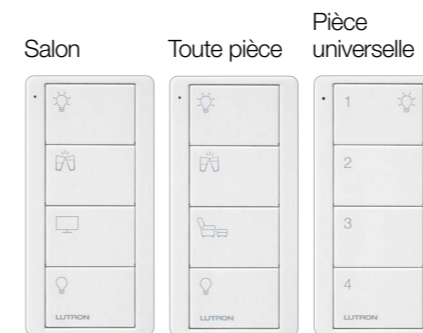 Salon
Toute pièce
Pièce
universelle
LUTRON
LUTRON
1
2
3
4
LUTRON